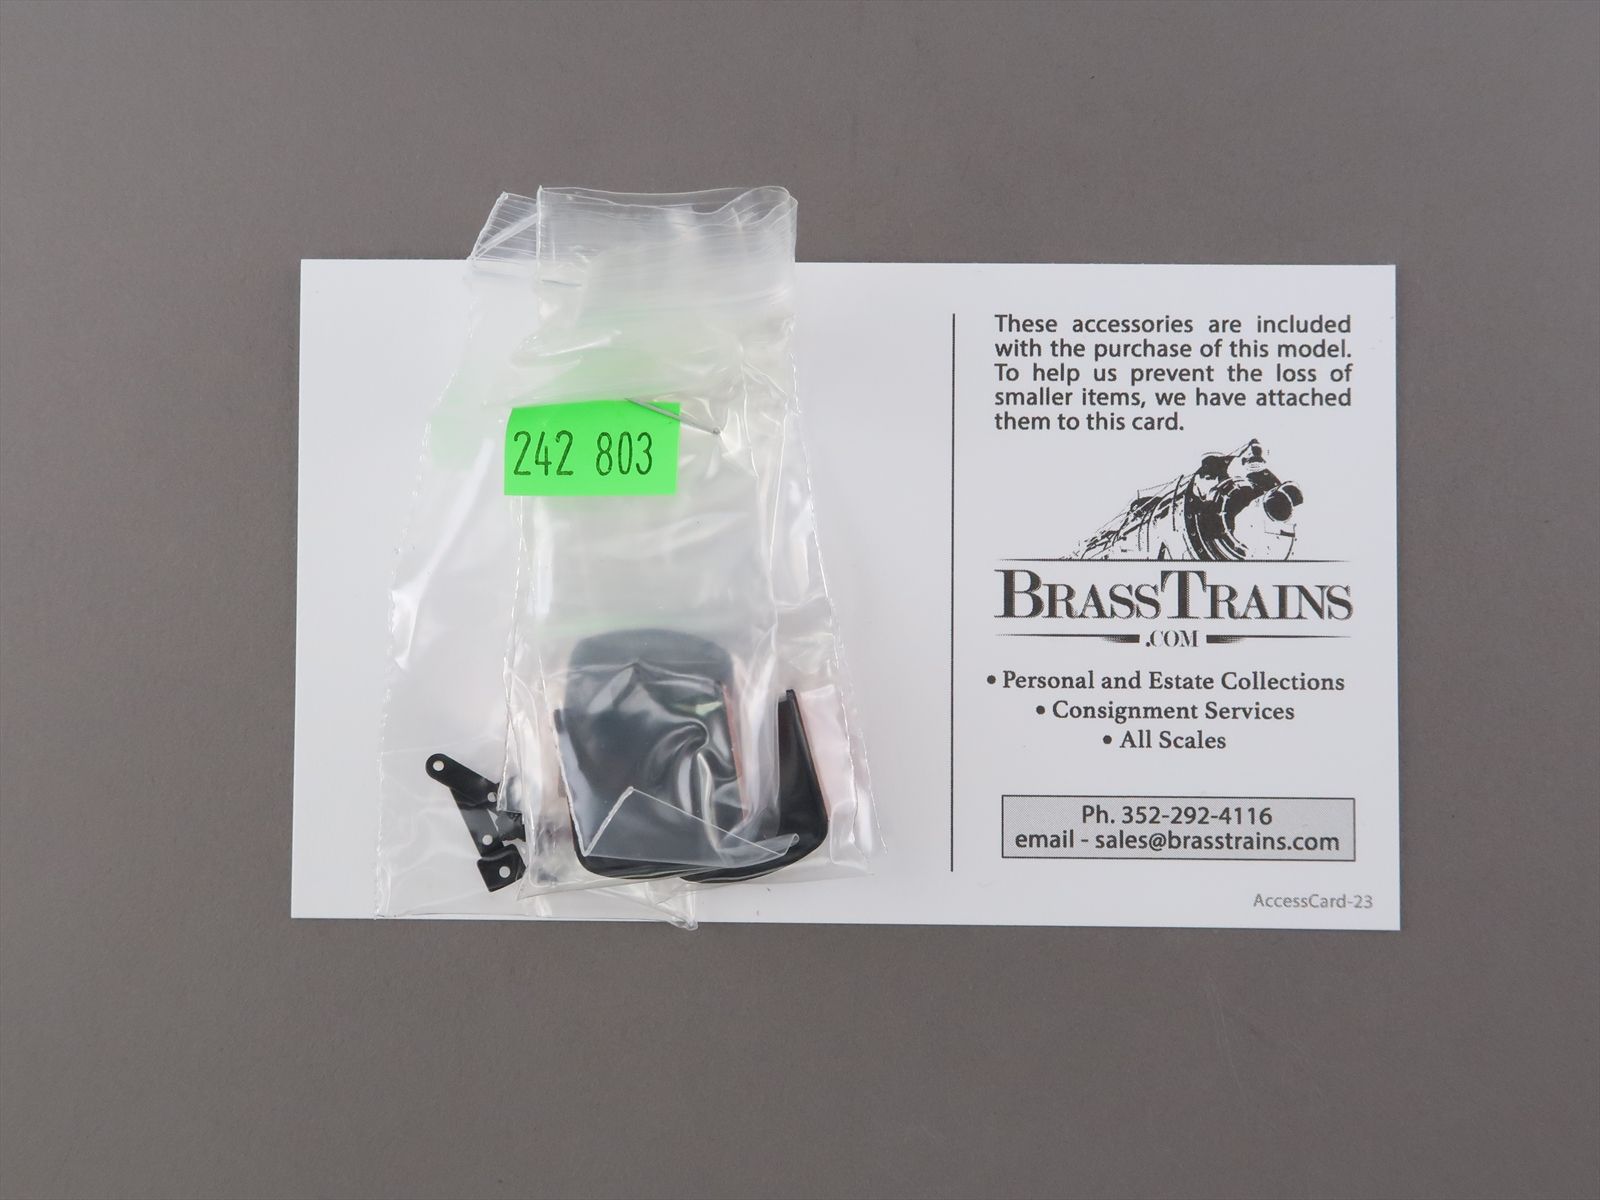 242 803
These accessories are included
with the purchase of this model.
To help us prevent the loss of
smaller items, we have attached
them to this card.
BRASSTRAINS
.COM
• Personal and Estate Collections
• Consignment Services
• All Scales
Ph. 352-292-4116
email - sales@brasstrains.com
AccessCard-23